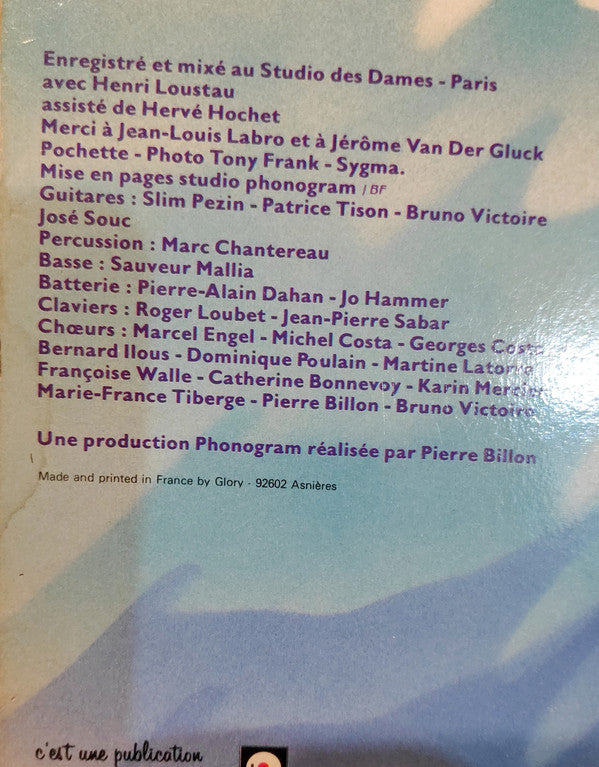 Enregistré et mixé au Studio des Dames - Paris
avec Henri Loustau
assisté de Hervé Hochet
Merci à Jean-Louis Labro et à Jérôme Van Der Gluck
Pochette - Photo Tony Frank - Sygma.
Mise en pages studio phonogram / BF
Guitares : Slim Pezin - Patrice Tison - Bruno Victoire
José Souc
Percussion : Marc Chantereau
Basse : Sauveur Mallia
Batterie : Pierre-Alain Dahan - Jo Hammer
Claviers : Roger Loubet - Jean-Pierre Sabar
Chœurs : Marcel Engel - Michel Costa - Georges Costa
Bernard Ilous - Dominique Poulain - Martine Latorre
Françoise Walle - Catherine Bonnevoy - Karin Mercier
Marie-France Tiberge - Pierre Billon - Bruno Victoire
Une production Phonogram réalisée par Pierre Billon
Made and printed in France by Glory - 92602 Asnières
c'est une publication